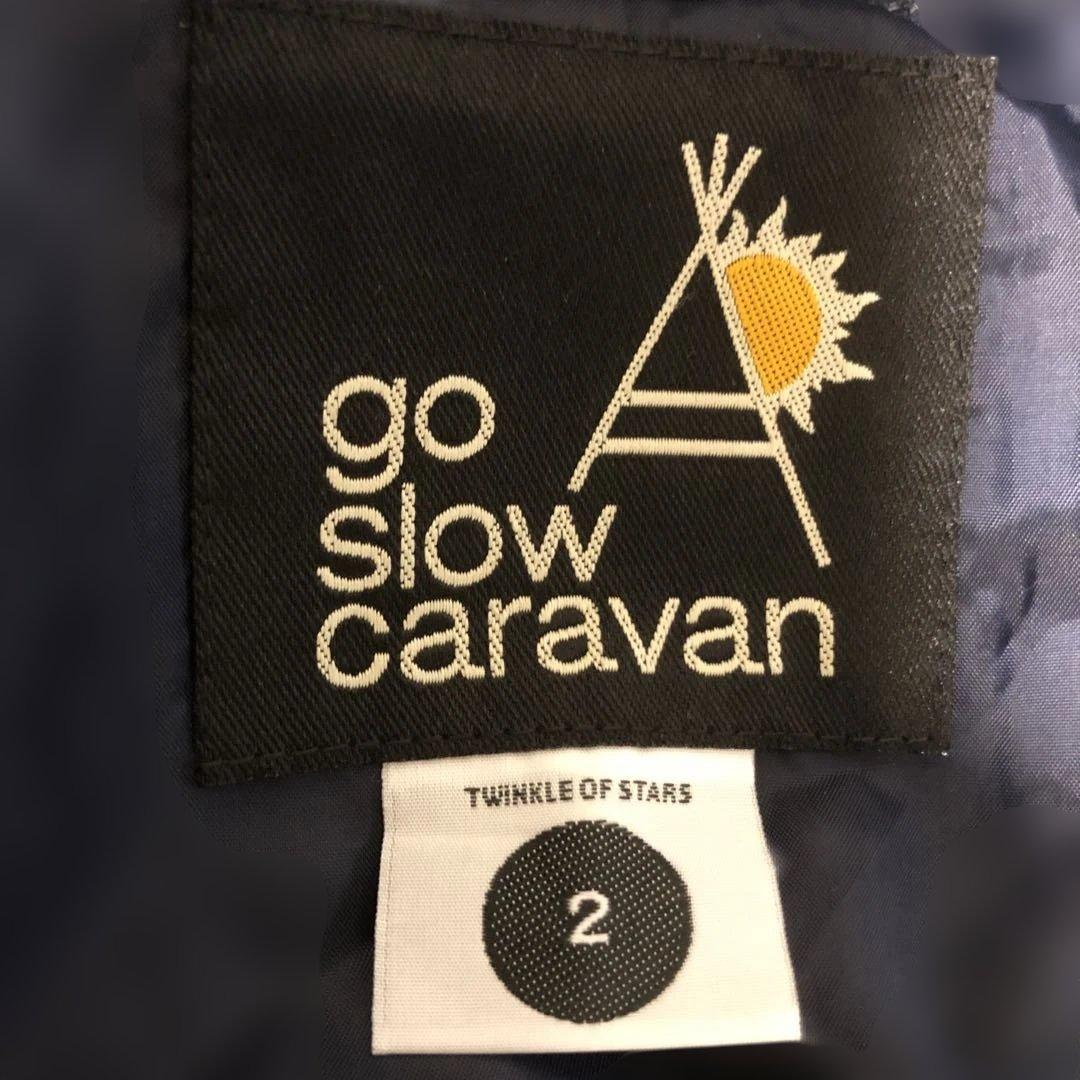 go
slow
caravan
TWINKLE OF STARS
2